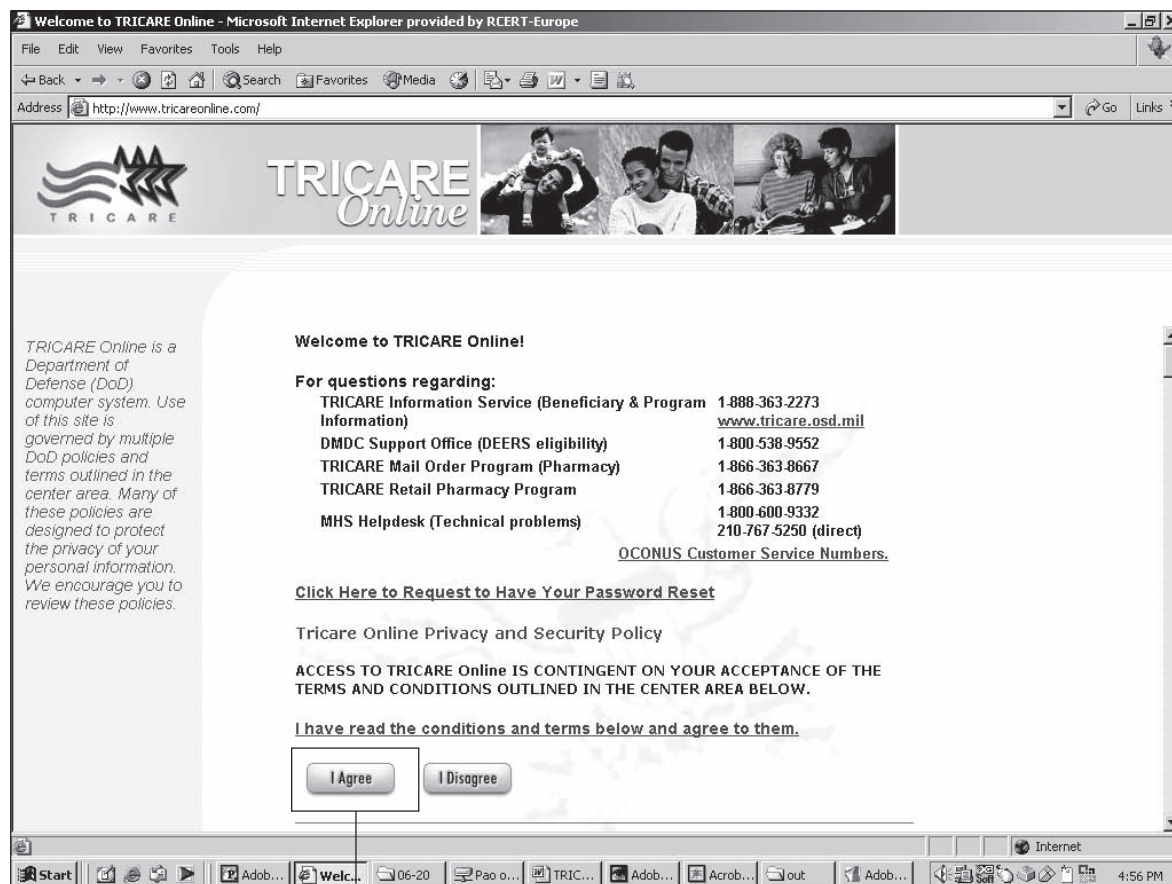 Welcome to TRICARE Online - Microsoft Internet Explorer provided by RCERT-Europe
File Edit View Favorites Tools Help
Back Search Favorites Media
Address http://www.tricareonline.com/ Go Links
TRICARE
TRICARE
Online
TRICARE Online is a
Department of
Defense (DoD)
computer system. Use
of this site is
governed by multiple
DoD policies and
terms outlined in the
center area. Many of
these policies are
designed to protect
the privacy of your
personal information.
We encourage you to
review these policies.
Welcome to TRICARE Online!
For questions regarding:
TRICARE Information Service (Beneficiary & Program 1-888-363-2273
Information) www.tricare.osd.mil
DMDC Support Office (DEERS eligibility) 1-800-538-9552
TRICARE Mail Order Program (Pharmacy) 1-866-363-8667
TRICARE Retail Pharmacy Program 1-866-363-8779
MHS Helpdesk (Technical problems) 1-800-600-9332
210-767-5250 (direct)
OCONUS Customer Service Numbers.
Click Here to Request to Have Your Password Reset
Tricare Online Privacy and Security Policy
ACCESS TO TRICARE Online IS CONTINGENT ON YOUR ACCEPTANCE OF THE
TERMS AND CONDITIONS OUTLINED IN THE CENTER AREA BELOW.
I have read the conditions and terms below and agree to them.
I Agree I Disagree
Internet
Start Adob... Welc... 06-20 Pao o... TRIC... Adob... Acrob... out Adob... 4:56 PM